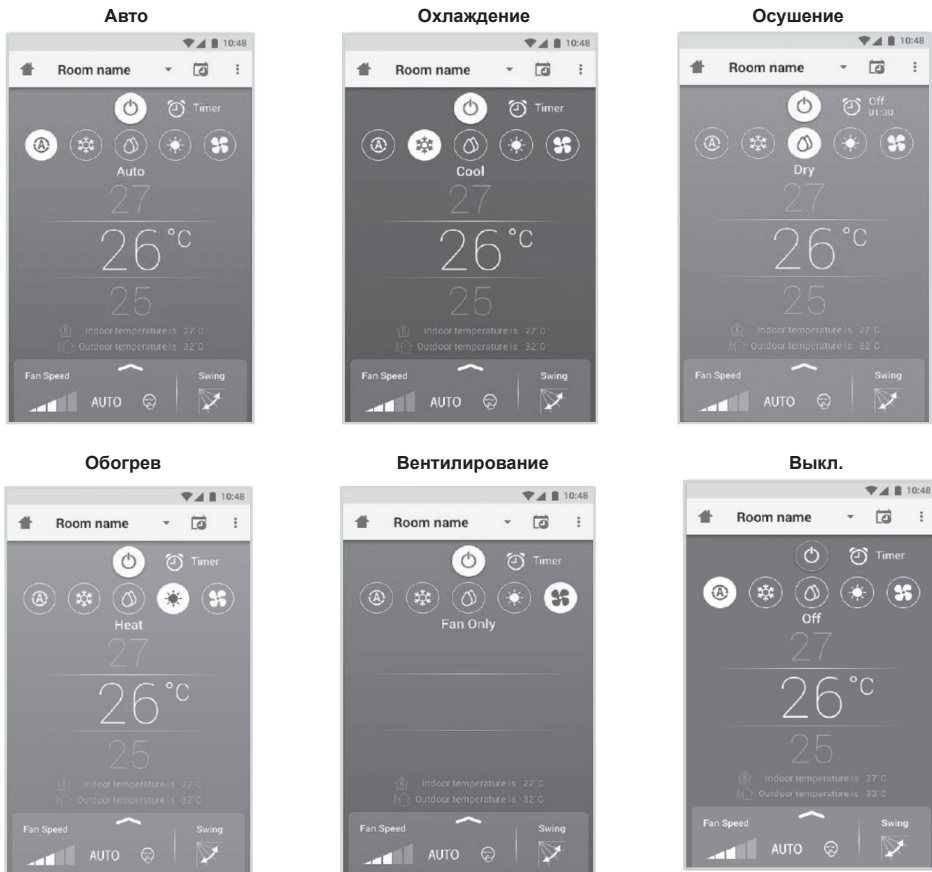 Авто
10:48
Room name
Timer
Auto
27
26°C
25
Indoor temperature is 27°C
Outdoor temperature is 32°C
Fan Speed
Swing
AUTO
Охлаждение
10:48
Room name
Timer
Cool
27
26°C
25
Indoor temperature is 27°C
Outdoor temperature is 32°C
Fan Speed
Swing
AUTO
Осушение
10:48
Room name
Off
01:30
Dry
27
26°C
25
Indoor temperature is 27°C
Outdoor temperature is 32°C
Fan Speed
Swing
AUTO
Обогрев
10:48
Room name
Timer
Heat
27
26°C
25
Indoor temperature is 27°C
Outdoor temperature is 32°C
Fan Speed
Swing
AUTO
Вентилирование
10:48
Room name
Timer
Fan Only
Indoor temperature is 27°C
Outdoor temperature is 32°C
Fan Speed
Swing
AUTO
Выкл.
10:48
Room name
Timer
Off
27
26°C
25
Indoor temperature is 27°C
Outdoor temperature is 32°C
Fan Speed
Swing
AUTO